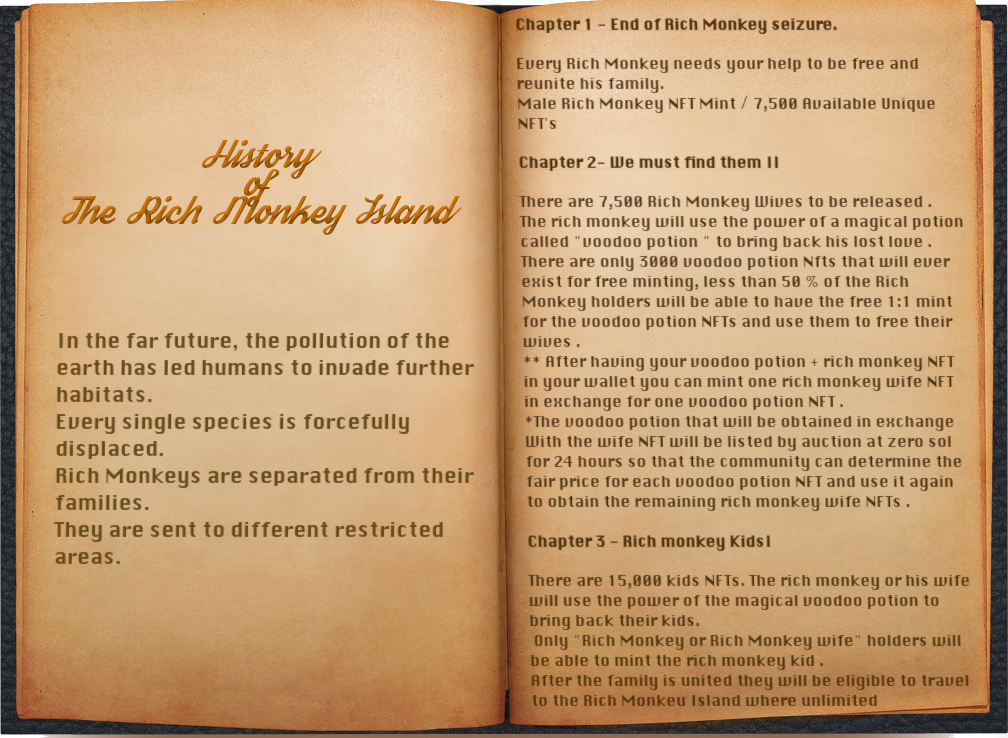 History
of
The Rich Monkey Island
In the far future, the pollution of the
earth has led humans to invade further
habitats.
Every single species is forcefully
displaced.
Rich Monkeys are separated from their
families.
They are sent to different restricted
areas.
Chapter 1 - End of Rich Monkey seizure.
Every Rich Monkey needs your help to be free and
reunite his family.
Male Rich Monkey NFT Mint / 7,500 Available Unique
NFT's
Chapter 2- We must find them !!
There are 7,500 Rich Monkey Wives to be released .
The rich monkey will use the power of a magical potion
called "voodoo potion " to bring back his lost love .
There are only 3000 voodoo potion Nfts that will ever
exist for free minting, less than 50 % of the Rich
Monkey holders will be able to have the free 1:1 mint
for the voodoo potion NFTs and use them to free their
wives .
** After having your voodoo potion + rich monkey NFT
in your wallet you can mint one rich monkey wife NFT
in exchange for one voodoo potion NFT .
*The voodoo potion that will be obtained in exchange
With the wife NFT will be listed by auction at zero sol
for 24 hours so that the community can determine the
fair price for each voodoo potion NFT and use it again
to obtain the remaining rich monkey wife NFTs .
Chapter 3 - Rich monkey Kids!
There are 15,000 kids NFTs. The rich monkey or his wife
will use the power of the magical voodoo potion to
bring back their kids.
Only "Rich Monkey or Rich Monkey wife" holders will
be able to mint the rich monkey kid .
After the family is united they will be eligible to travel
to the Rich Monkey Island where unlimited